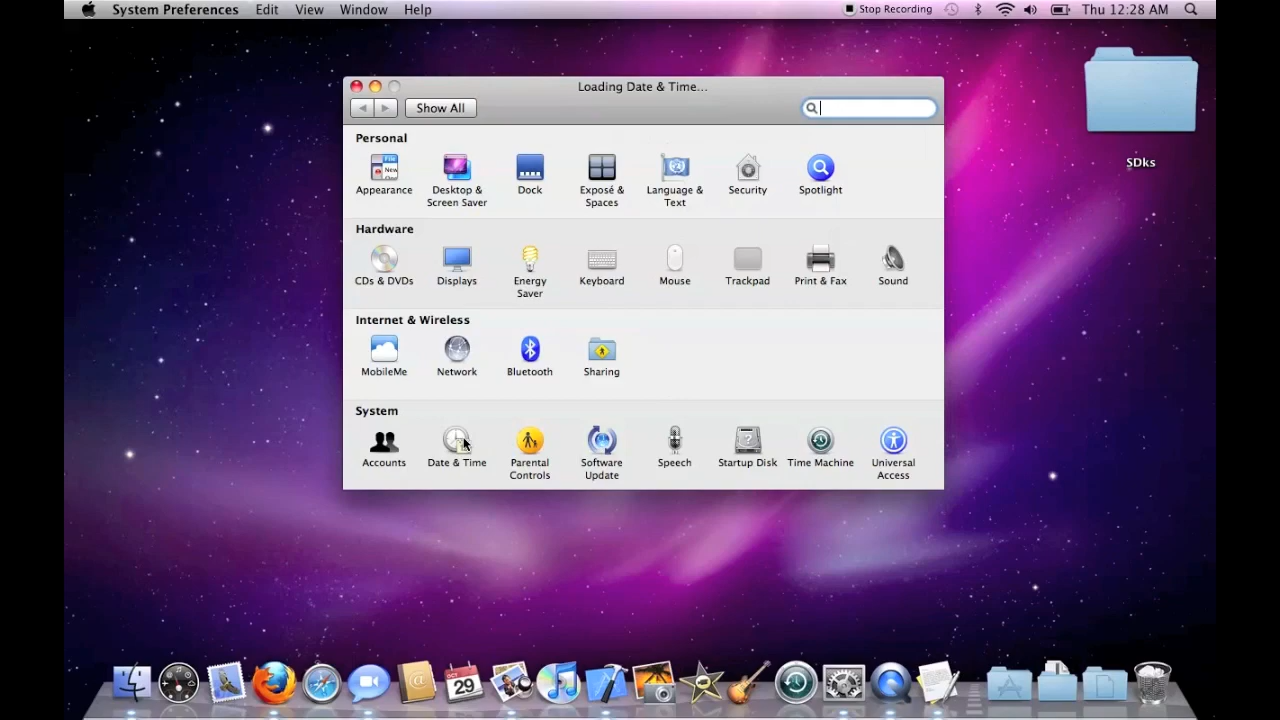 System Preferences Edit View Window Help Stop Recording Thu 12:28 AM
Loading Date & Time...
Show All
SDks
Personal
Appearance Desktop & Screen Saver Dock Exposé & Spaces Language & Text Security Spotlight
Hardware
CDs & DVDs Displays Energy Saver Keyboard Mouse Trackpad Print & Fax Sound
Internet & Wireless
MobileMe Network Bluetooth Sharing
System
Accounts Date & Time Parental Controls Software Update Speech Startup Disk Time Machine Universal Access
OCT
29